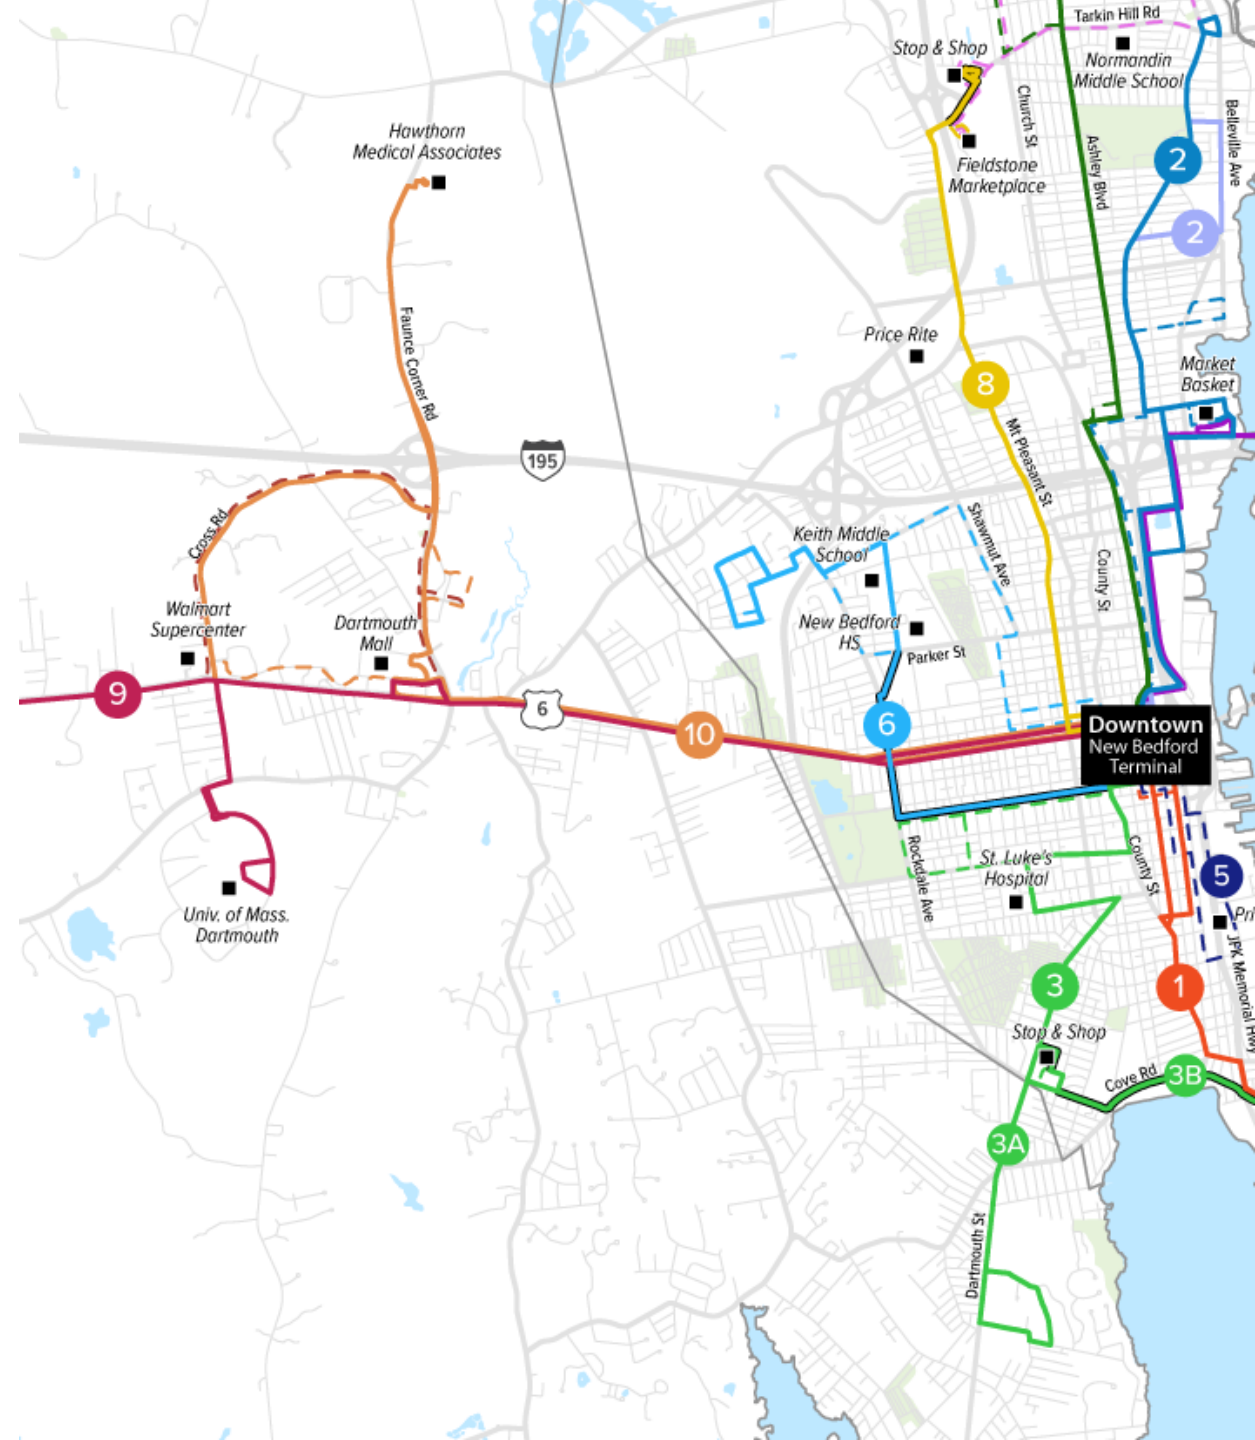 Tarkin Hill Rd
Stop & Shop
Normandin
Middle School
Church St
Belleville Ave
Hawthorn
Medical Associates
Ashley Blvd
2
Fieldstone
Marketplace
2
Faunce Corner Rd
Price Rite
Market
Basket
8
Mt Pleasant St
195
Cross Rd
Keith Middle
School
Shawmut Ave
County St
Walmart
Supercenter
Dartmouth
Mall
New Bedford
HS
Parker St
9
6
10
6
Downtown
New Bedford
Terminal
Rockdale Ave
St. Luke's
Hospital
County St
5
Univ. of Mass.
Dartmouth
Pri
JFK Memorial Hwy
3
1
Stop & Shop
Cove Rd
3B
3A
Dartmouth St